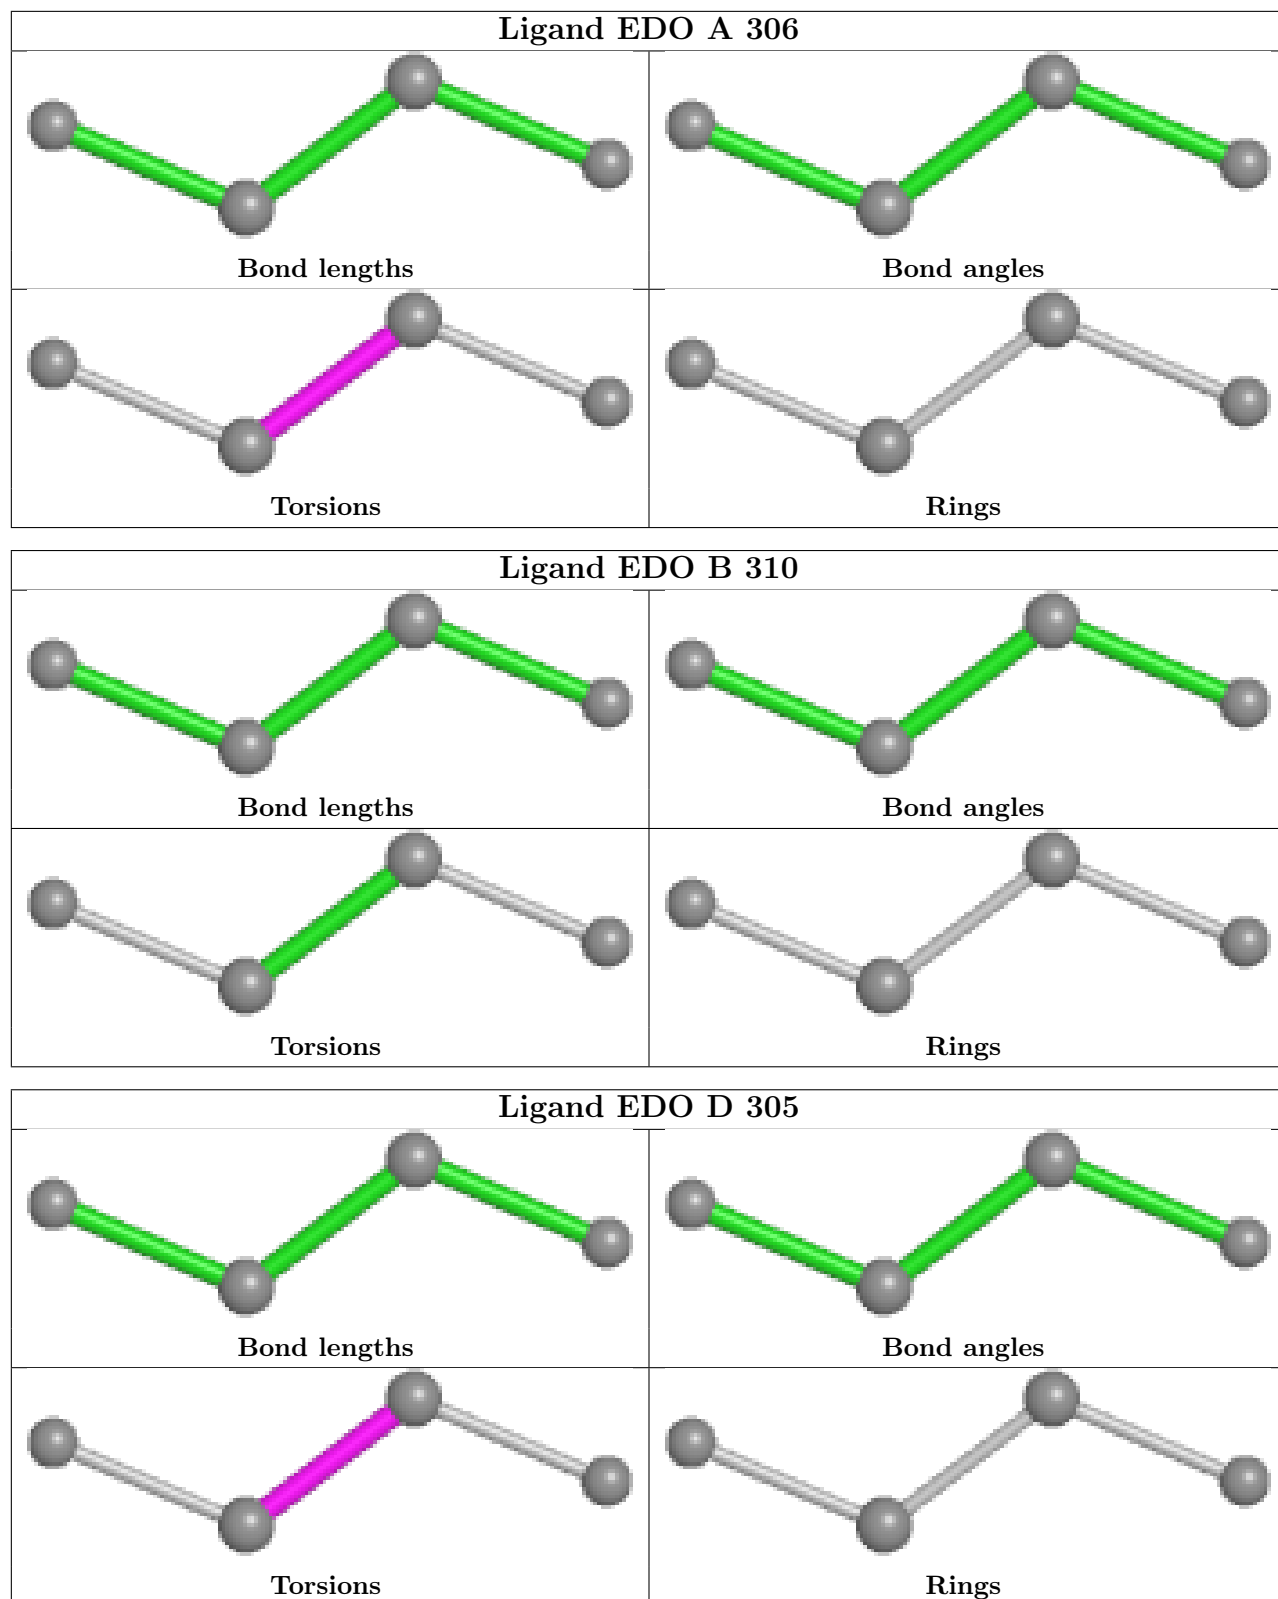 Ligand EDO A 306
Bond lengths
Bond angles
Torsions
Rings
Ligand EDO B 310
Bond lengths
Bond angles
Torsions
Rings
Ligand EDO D 305
Bond lengths
Bond angles
Torsions
Rings